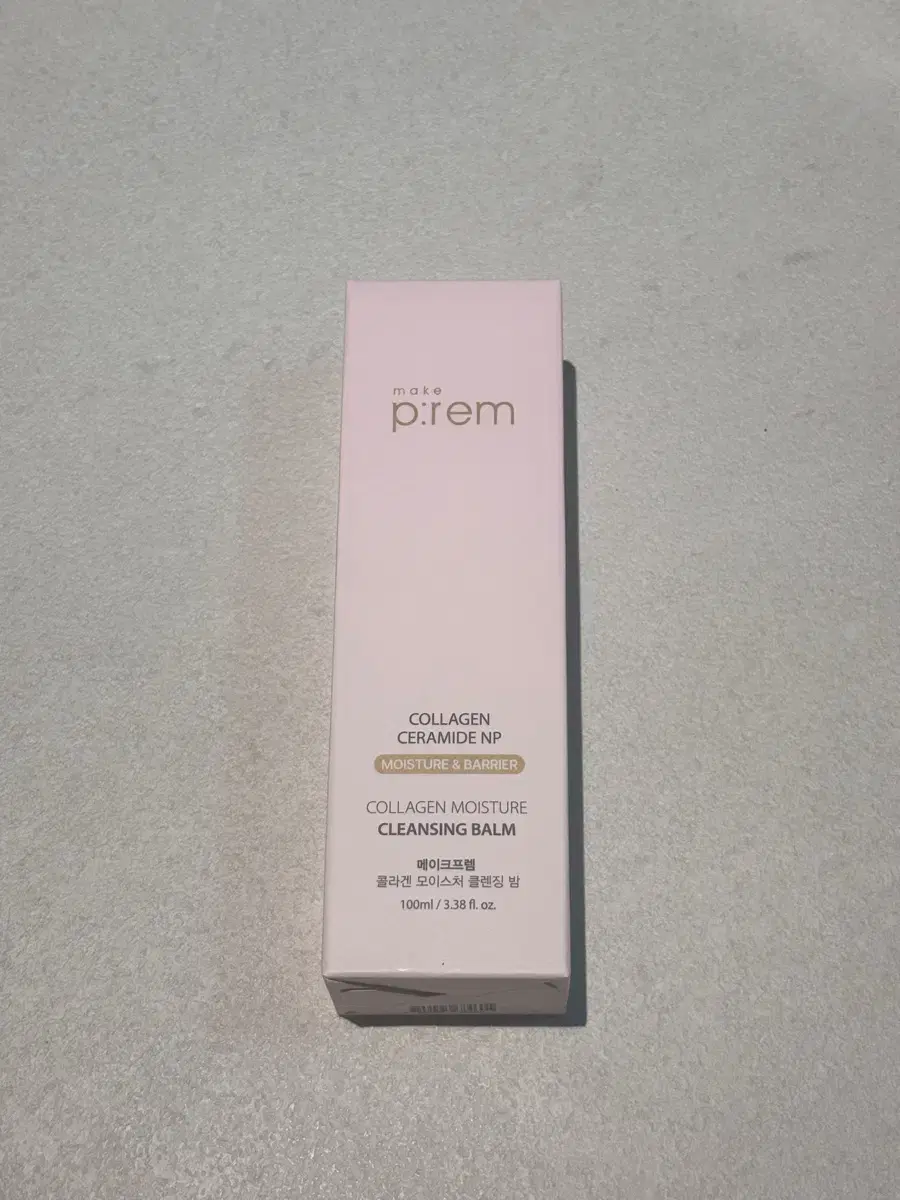 make
p:rem
COLLAGEN
CERAMIDE NP
MOISTURE & BARRIER
COLLAGEN MOISTURE
CLEANSING BALM
메이크프렘
콜라겐 모이스처 클렌징 밤
100ml / 3.38 fl. oz.